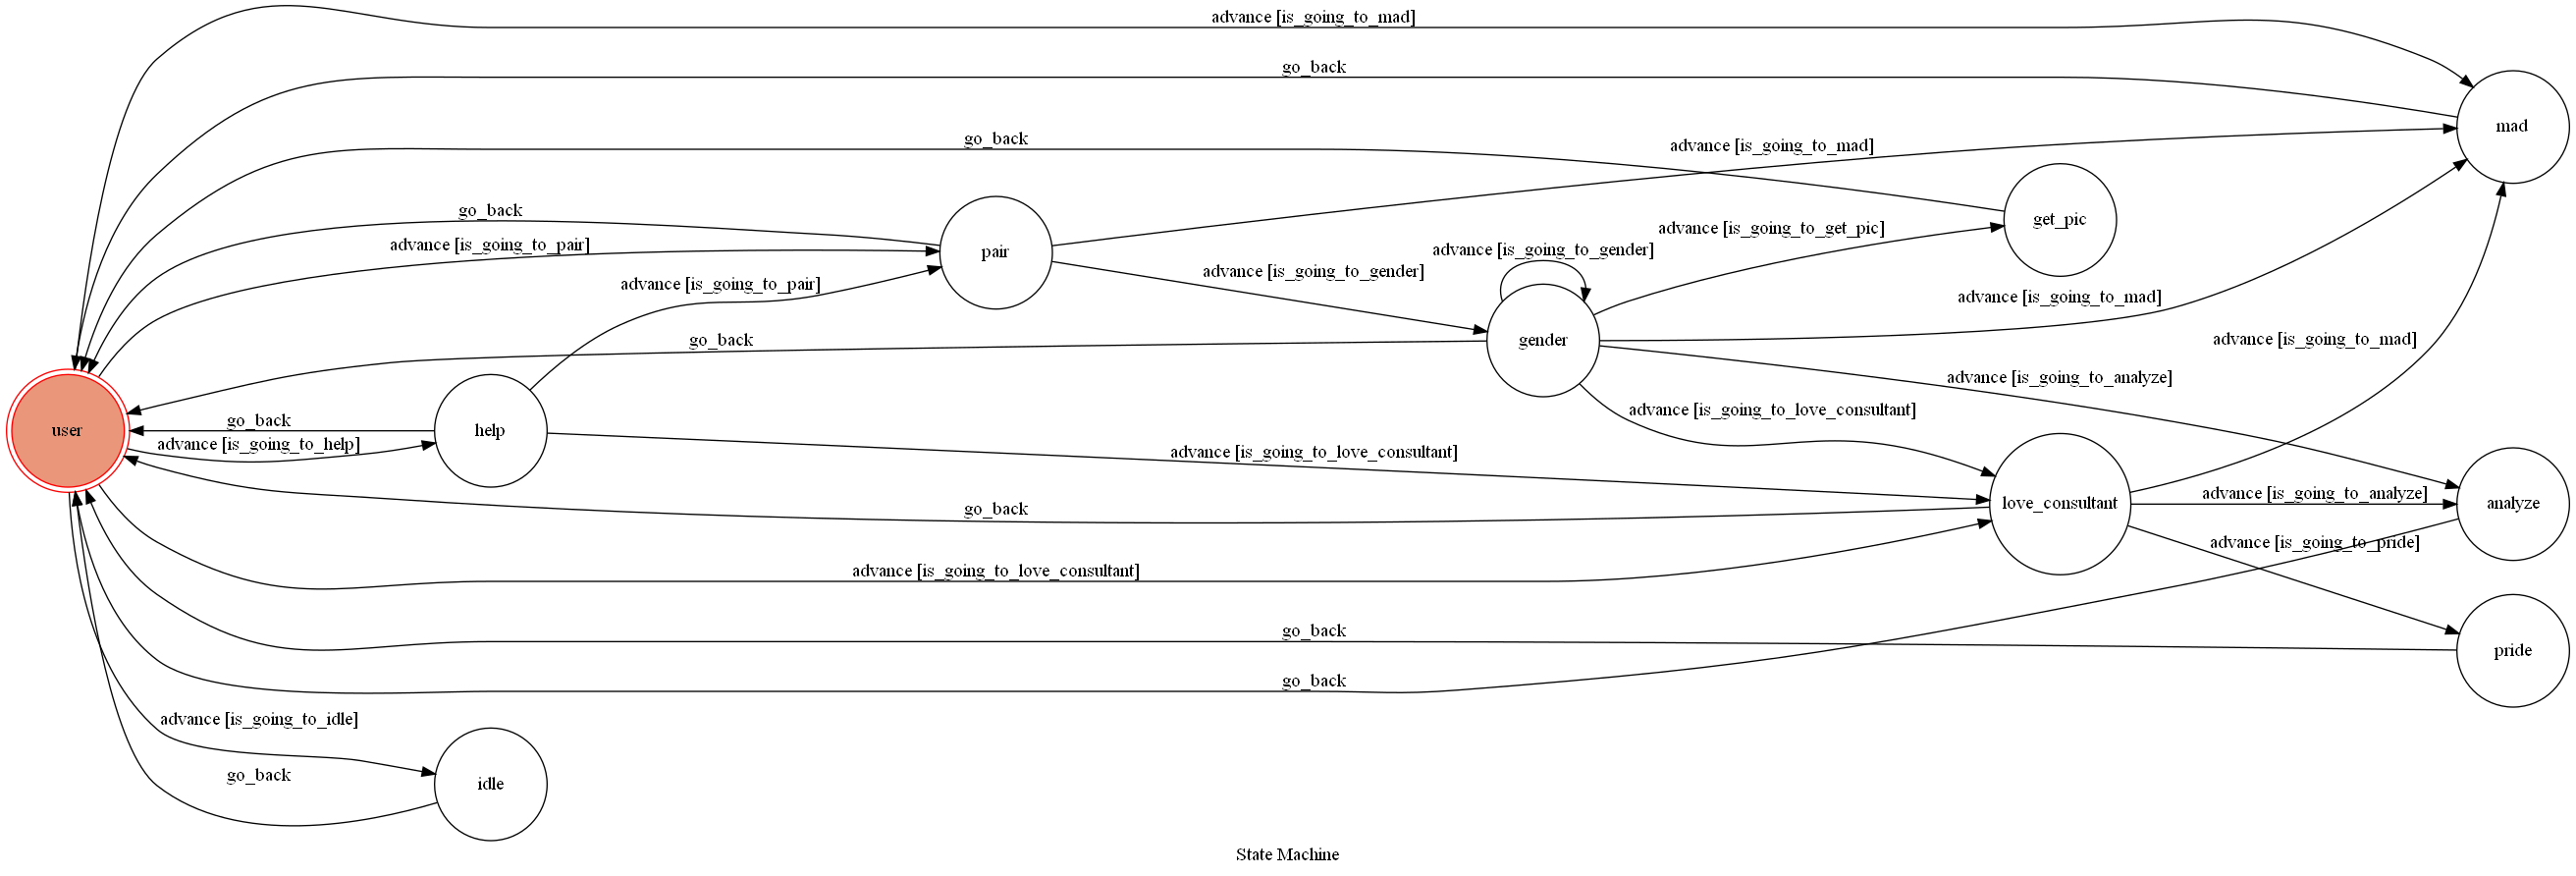 advance [is_going_to_mad]
go_back
go_back
advance [is_going_to_mad]
mad
go_back
get_pic
advance [is_going_to_get_pic]
advance [is_going_to_pair]
pair
advance [is_going_to_gender]
advance [is_going_to_gender]
advance [is_going_to_pair]
advance [is_going_to_mad]
go_back
gender
advance [is_going_to_mad]
advance [is_going_to_analyze]
advance [is_going_to_love_consultant]
go_back
user
help
advance [is_going_to_help]
advance [is_going_to_love_consultant]
advance [is_going_to_analyze]
love_consultant
analyze
go_back
advance [is_going_to_pride]
advance [is_going_to_love_consultant]
go_back
pride
go_back
advance [is_going_to_idle]
go_back
idle
State Machine